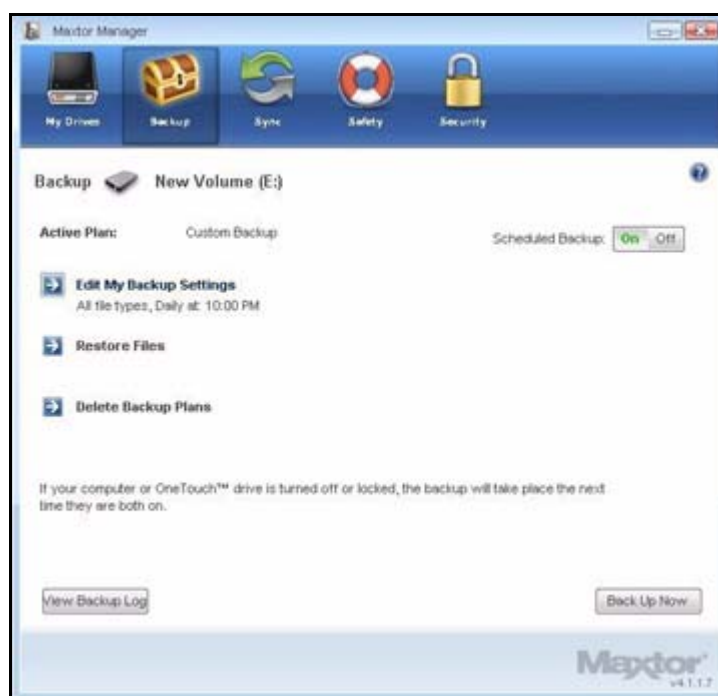 Maxtor Manager
My Drives
Backup
Sync
Safety
Security
Backup New Volume (E:)
Active Plan: Custom Backup
Scheduled Backup: On Off
Edit My Backup Settings
All file types, Daily at: 10:00 PM
Restore Files
Delete Backup Plans
If your computer or OneTouch™ drive is turned off or locked, the backup will take place the next
time they are both on.
View Backup Log
Back Up Now
Maxtor
v4.1.1.7